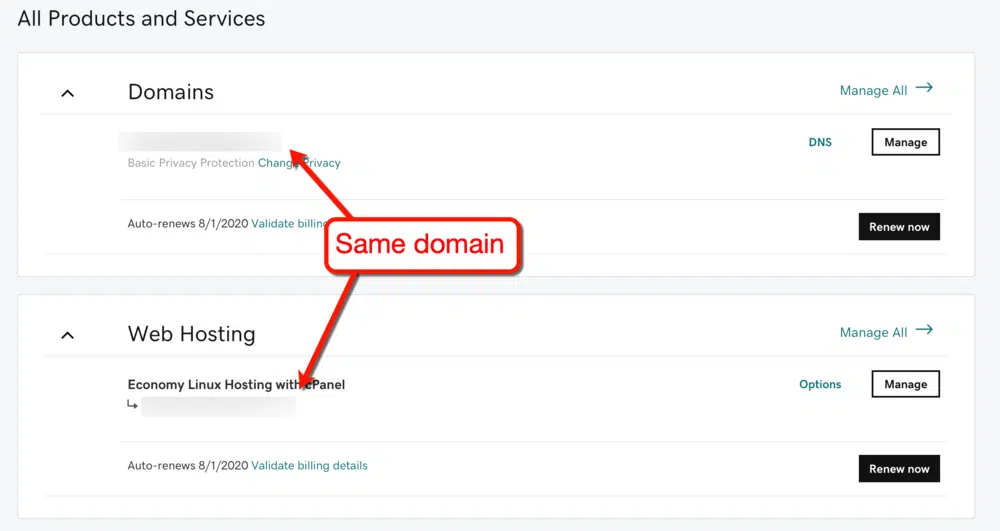 All Products and Services
Domains
Manage All
Basic Privacy Protection Change Privacy
DNS
Manage
Auto-renews 8/1/2020 Validate billing
Renew now
Same domain
Web Hosting
Manage All
Economy Linux Hosting with cPanel
Options
Manage
Auto-renews 8/1/2020 Validate billing details
Renew now